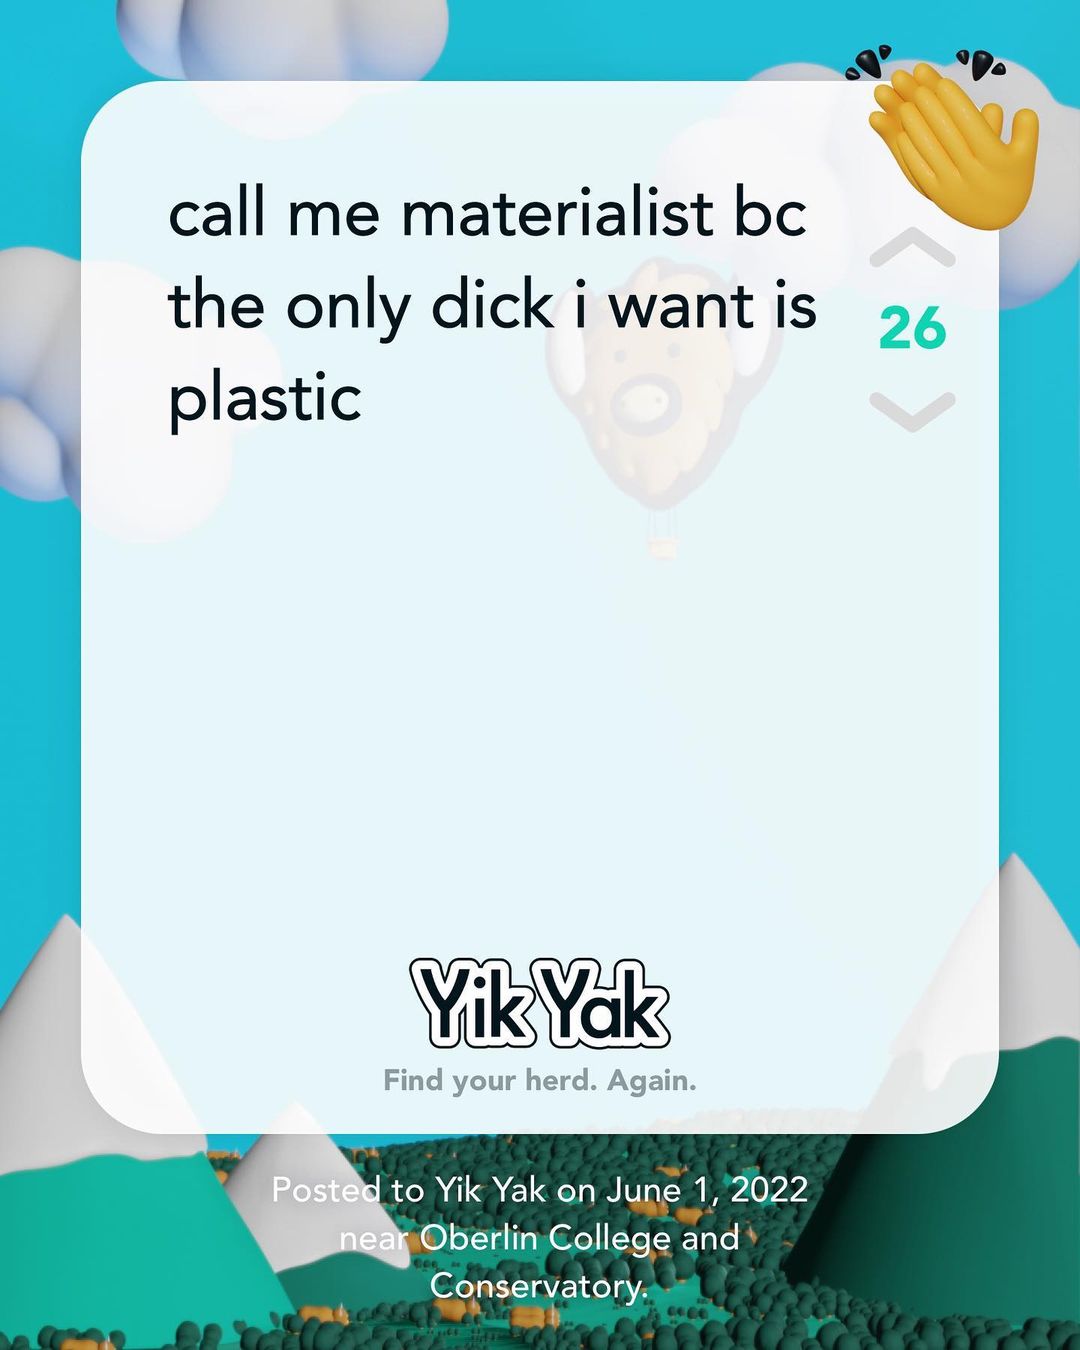 call me materialist bc
the only dick i want is
plastic
26
Yik Yak
Find your herd. Again.
Posted to Yik Yak on June 1, 2022
near Oberlin College and
Conservatory.